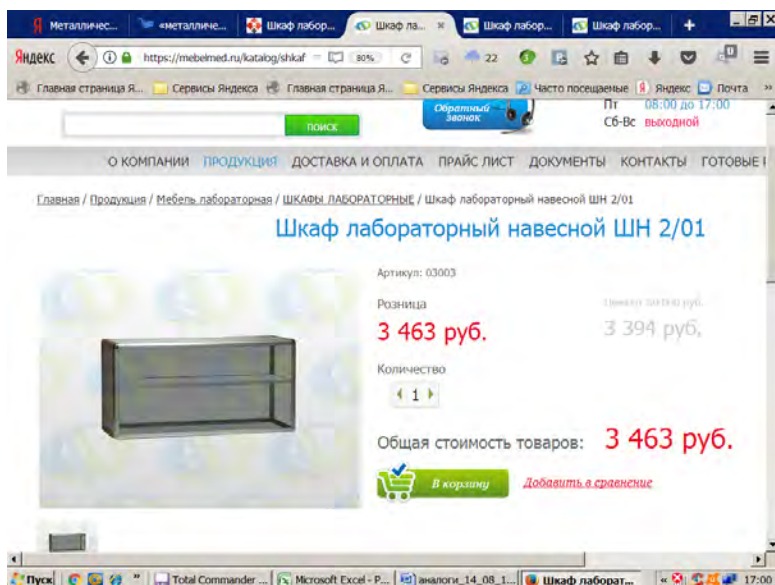 Металличес...
«металличе...
Шкаф лабор...
Шкаф ла...
Шкаф лабор...
Шкаф лабор...
Яндекс
https://mebelmed.ru/katalog/shkaf
80%
22
Главная страница Я...
Сервисы Яндекса
Главная страница Я...
Сервисы Яндекса
Часто посещаемые
Яндекс
Почта
Обратный звонок
Пт 08:00 до 17:00
ПОИСК
Сб-Вс выходной
О КОМПАНИИ ПРОДУКЦИЯ ДОСТАВКА И ОПЛАТА ПРАЙС ЛИСТ ДОКУМЕНТЫ КОНТАКТЫ ГОТОВЫЕ
Главная / Продукция / Мебель лабораторная / ШКАФЫ ЛАБОРАТОРНЫЕ / Шкаф лабораторный навесной ШН 2/01
Шкаф лабораторный навесной ШН 2/01
Артикул: 03003
Розница
3 463 руб.
3 394 руб.
Количество
1
Общая стоимость товаров: 3 463 руб.
В корзину
Добавить в сравнение
Пуск
Total Commander ...
Microsoft Excel - P...
аналоги_14_08_1...
Шкаф лаборат...
17:07